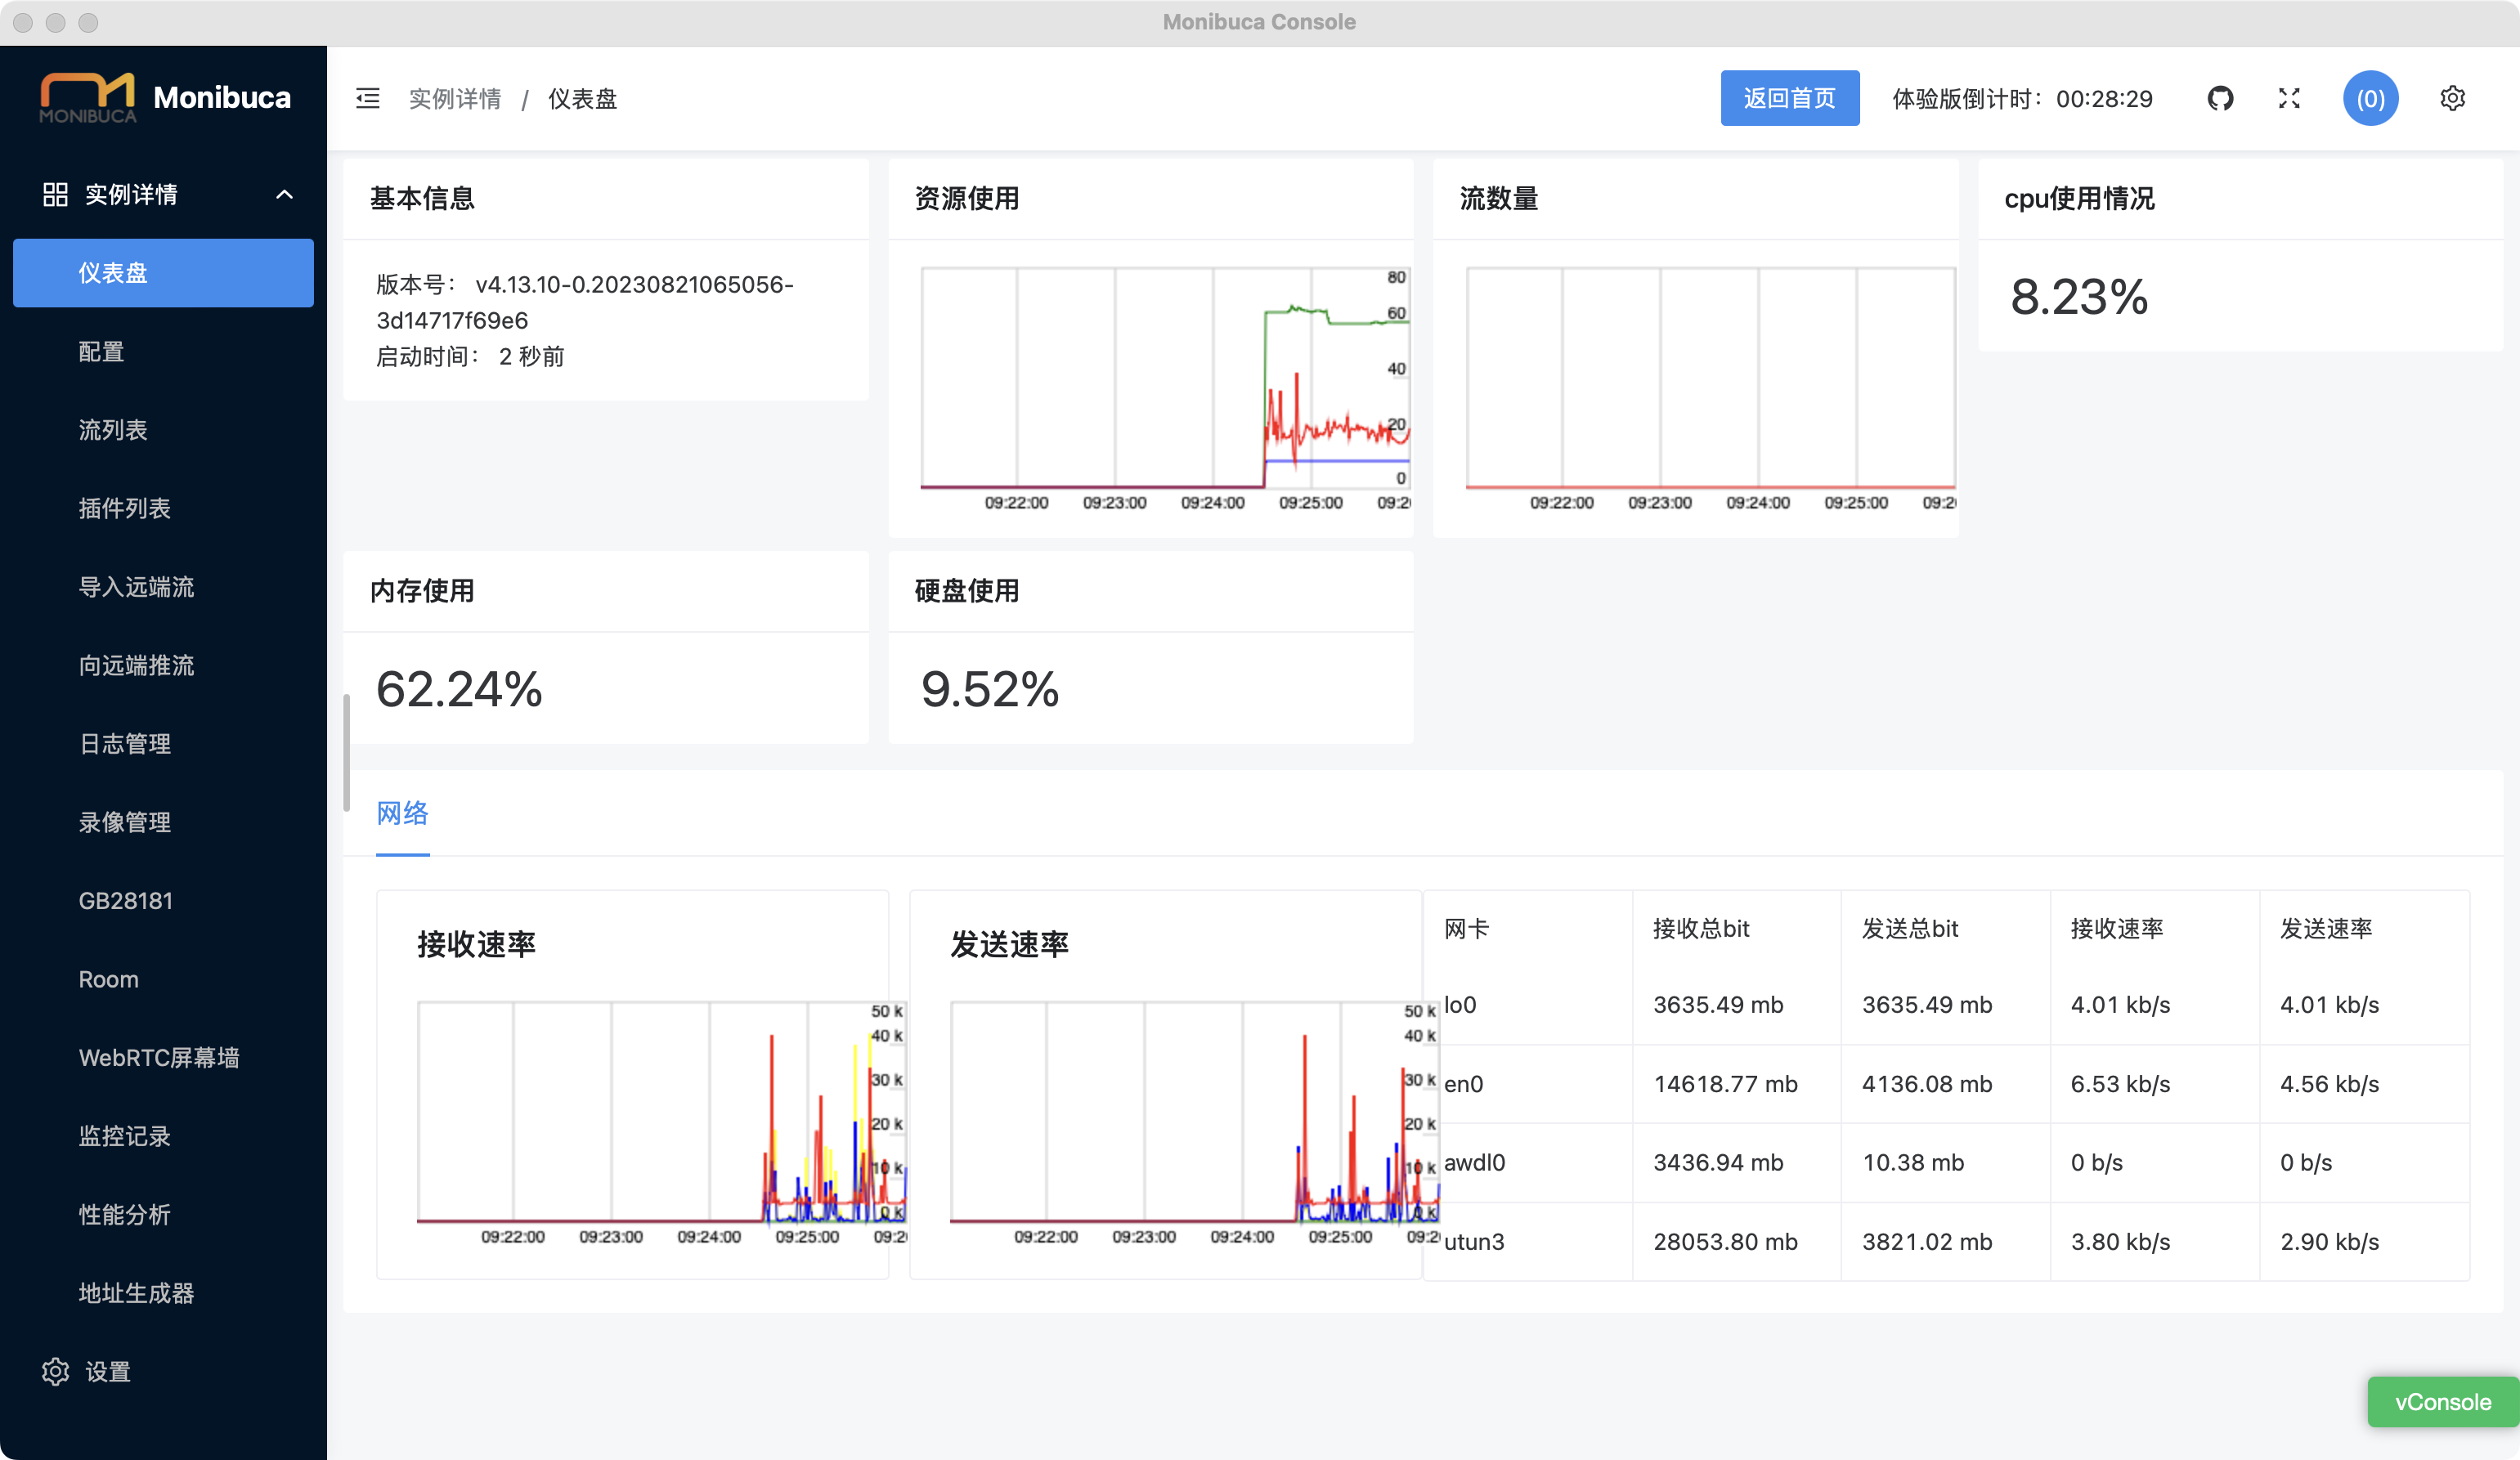 Monibuca Console
MONIBUCA
Monibuca
实例详情
仪表盘
配置
流列表
插件列表
导入远端流
向远端推流
日志管理
录像管理
GB28181
Room
WebRTC屏幕墙
监控记录
性能分析
地址生成器
设置
实例详情 / 仪表盘
返回首页
体验版倒计时：00:28:29
(0)
基本信息
版本号： v4.13.10-0.20230821065056-
3d14717f69e6
启动时间： 2 秒前
资源使用
80
60
40
20
0
09:22:00 09:23:00 09:24:00 09:25:00 09:2
流数量
09:22:00 09:23:00 09:24:00 09:25:00 09:2
cpu使用情况
8.23%
内存使用
62.24%
硬盘使用
9.52%
网络
接收速率
50 k
40 k
30 k
20 k
10 k
0 k
09:22:00 09:23:00 09:24:00 09:25:00 09:2
发送速率
50 k
40 k
30 k
20 k
10 k
0 k
09:22:00 09:23:00 09:24:00 09:25:00 09:2
网卡 接收总bit 发送总bit 接收速率 发送速率
lo0 3635.49 mb 3635.49 mb 4.01 kb/s 4.01 kb/s
en0 14618.77 mb 4136.08 mb 6.53 kb/s 4.56 kb/s
awdl0 3436.94 mb 10.38 mb 0 b/s 0 b/s
utun3 28053.80 mb 3821.02 mb 3.80 kb/s 2.90 kb/s
vConsole